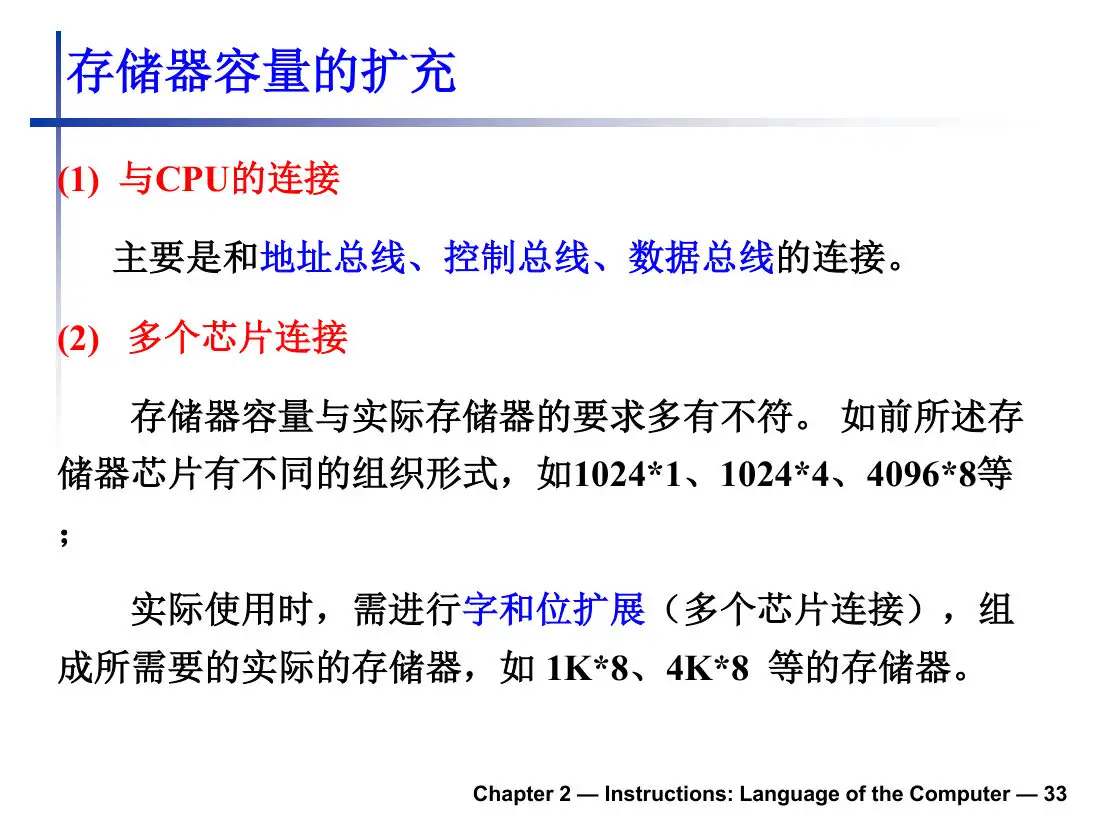 存储器容量的扩充
(1) 与CPU的连接
主要是和地址总线、控制总线、数据总线的连接。
(2) 多个芯片连接
存储器容量与实际存储器的要求多有不符。 如前所述存
储器芯片有不同的组织形式，如1024*1、1024*4、4096*8等
；
实际使用时，需进行字和位扩展（多个芯片连接），组
成所需要的实际的存储器，如 1K*8、4K*8 等的存储器。
Chapter 2 — Instructions: Language of the Computer — 33